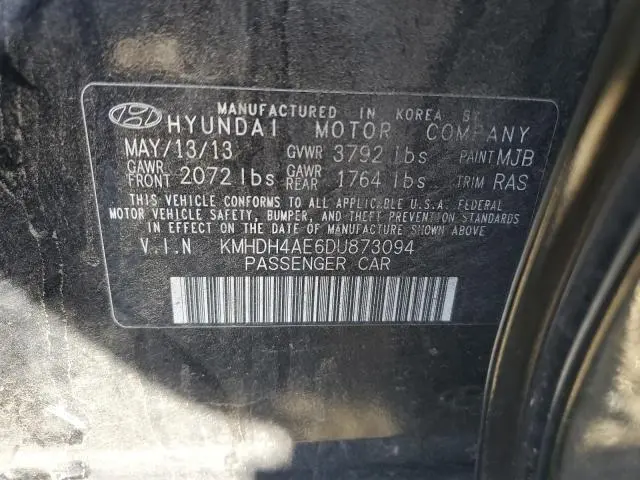 MANUFACTURED IN KOREA BY
HYUNDAI MOTOR COMPANY
MAY/13/13 GVWR 3792 lbs PAINT MJB
GAWR FRONT 2072 lbs GAWR REAR 1764 lbs TRIM RAS
THIS VEHICLE CONFORMS TO ALL APPLICABLE U.S.A. FEDERAL
MOTOR VEHICLE SAFETY, BUMPER, AND THEFT PREVENTION STANDARDS
IN EFFECT ON THE DATE OF MANUFACTURE SHOWN ABOVE
V.I.N KMHDH4AE6DU873094
PASSENGER CAR